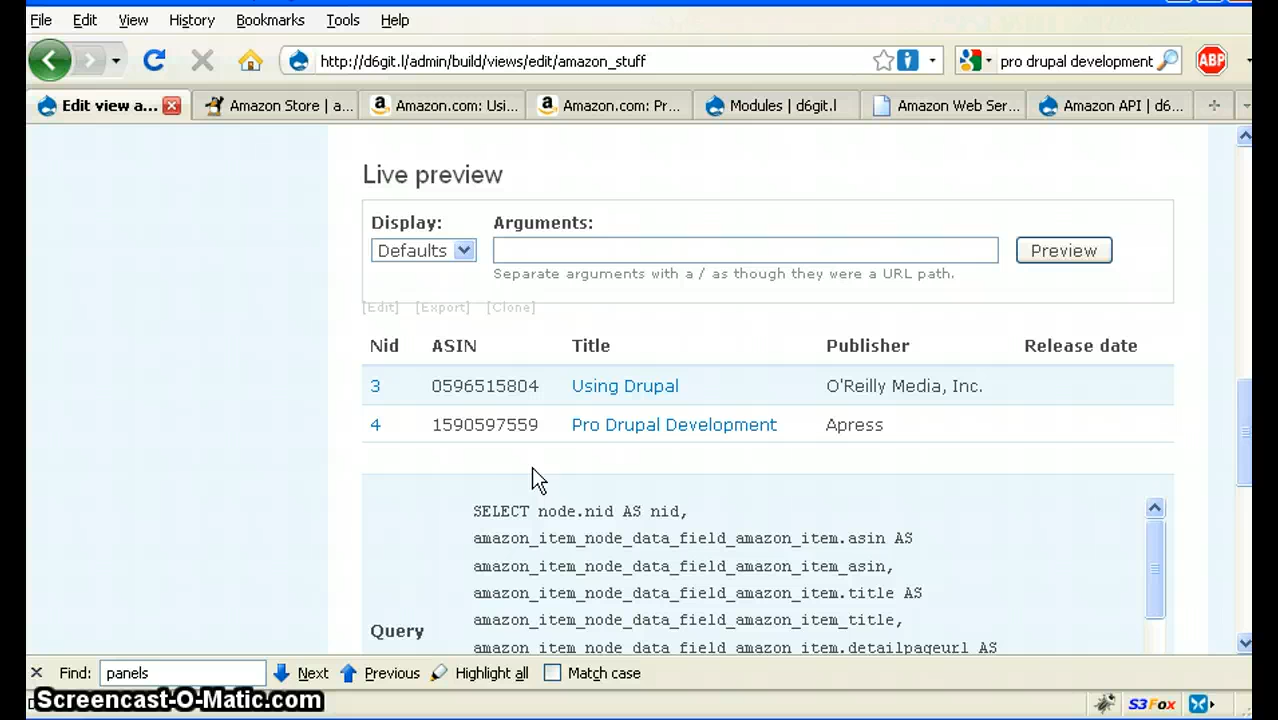 File Edit View History Bookmarks Tools Help
http://d6git.l/admin/build/views/edit/amazon_stuff
pro drupal development
ABP
Edit view a...
Amazon Store | a...
Amazon.com: Usi...
Amazon.com: Pr...
Modules | d6git.l
Amazon Web Ser...
Amazon API | d6...
Live preview
Display: Arguments:
Defaults Preview
Separate arguments with a / as though they were a URL path.
[Edit] [Export] [Clone]
Nid ASIN Title Publisher Release date
3 0596515804 Using Drupal O'Reilly Media, Inc.
4 1590597559 Pro Drupal Development Apress
SELECT node.nid AS nid,
amazon_item_node_data_field_amazon_item.asin AS
amazon_item_node_data_field_amazon_item_asin,
amazon_item_node_data_field_amazon_item.title AS
amazon_item_node_data_field_amazon_item_title,
Query
amazon_item_node_data_field_amazon_item.detailpageurl AS
Find: panels Next Previous Highlight all Match case
Screencast-O-Matic.com
S3Fox